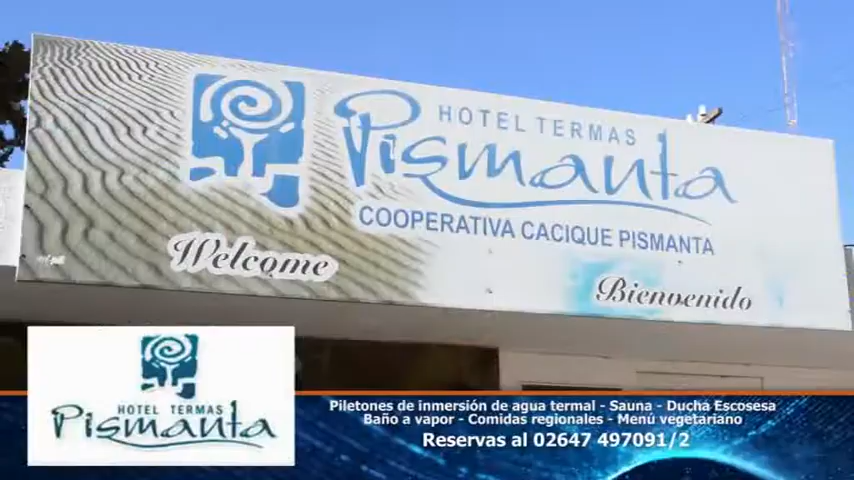 HOTEL TERMAS
Pismanta
COOPERATIVA CACIQUE PISMANTA
Welcome
Bienvenido
HOTEL TERMAS
Pismanta
Piletones de inmersión de agua termal - Sauna - Ducha Escosesa
Baño a vapor - Comidas regionales - Menú vegetariano
Reservas al 02647 497091/2